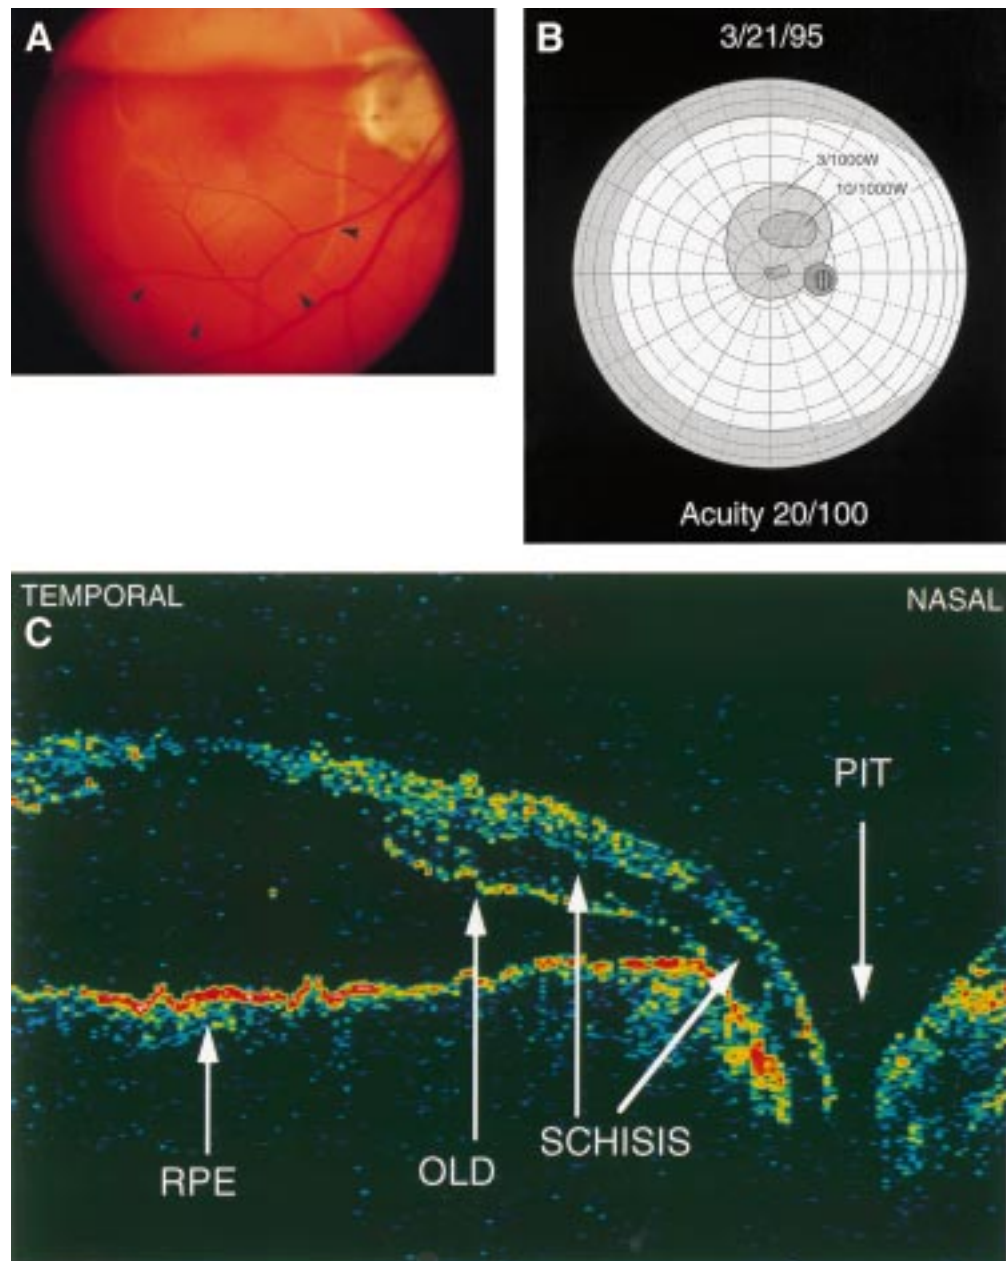 A
B
3/21/95
3/1000W
10/1000W
Acuity 20/100
TEMPORAL
NASAL
C
PIT
SCHISIS
OLD
RPE